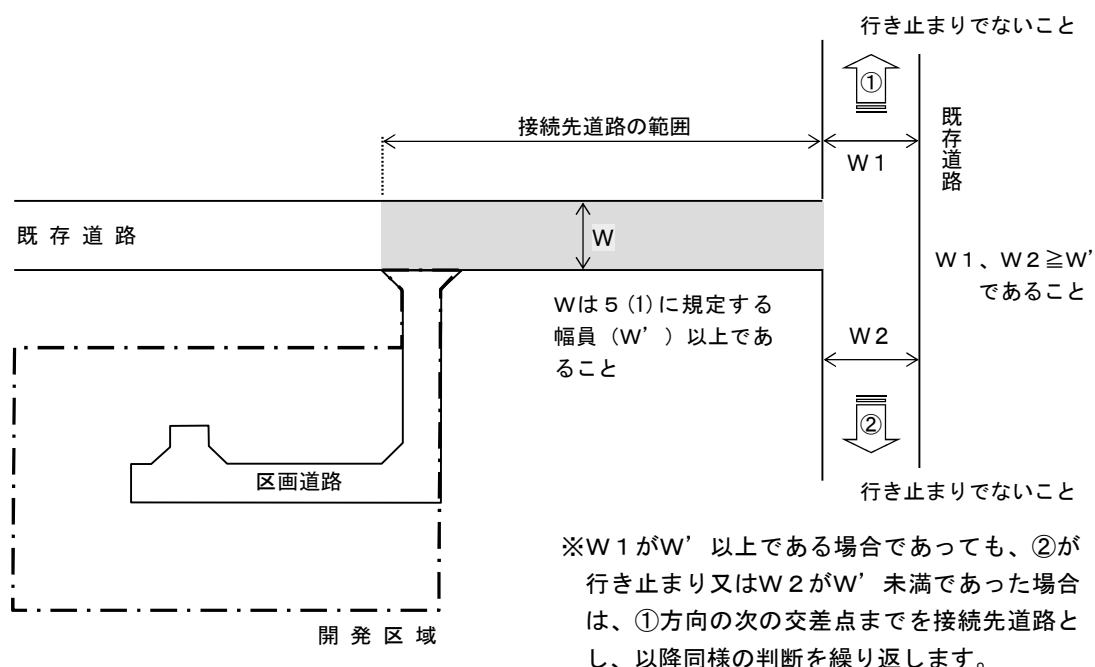 行き止まりでないこと
①
接続先道路の範囲
既存道路
W1
既存道路
W
W1、W2≧W’
であること
Wは5(1)に規定する
幅員(W’)以上であ
ること
W2
②
区画道路
行き止まりでないこと
※W1がW’以上である場合であっても、②が
行き止まり又はW2がW’未満であった場合
は、①方向の次の交差点までを接続先道路と
し、以降同様の判断を繰り返します。
開発区域